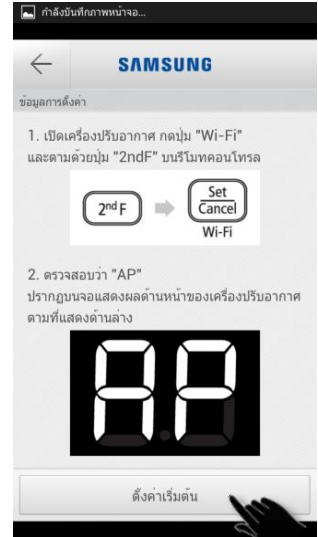 กำลังบันทึกภาพหน้าจอ...
SAMSUNG
ข้อมูลการตั้งค่า
1. เปิดเครื่องปรับอากาศ กดปุ่ม "Wi-Fi"
และตามด้วยปุ่ม "2ndF" บนรีโมทคอนโทรล
2nd F
Set
Cancel
Wi-Fi
2. ตรวจสอบว่า "AP"
ปรากฏบนจอแสดงผลด้านหน้าของเครื่องปรับอากาศ
ตามที่แสดงด้านล่าง
AP
ตั้งค่าเริ่มต้น